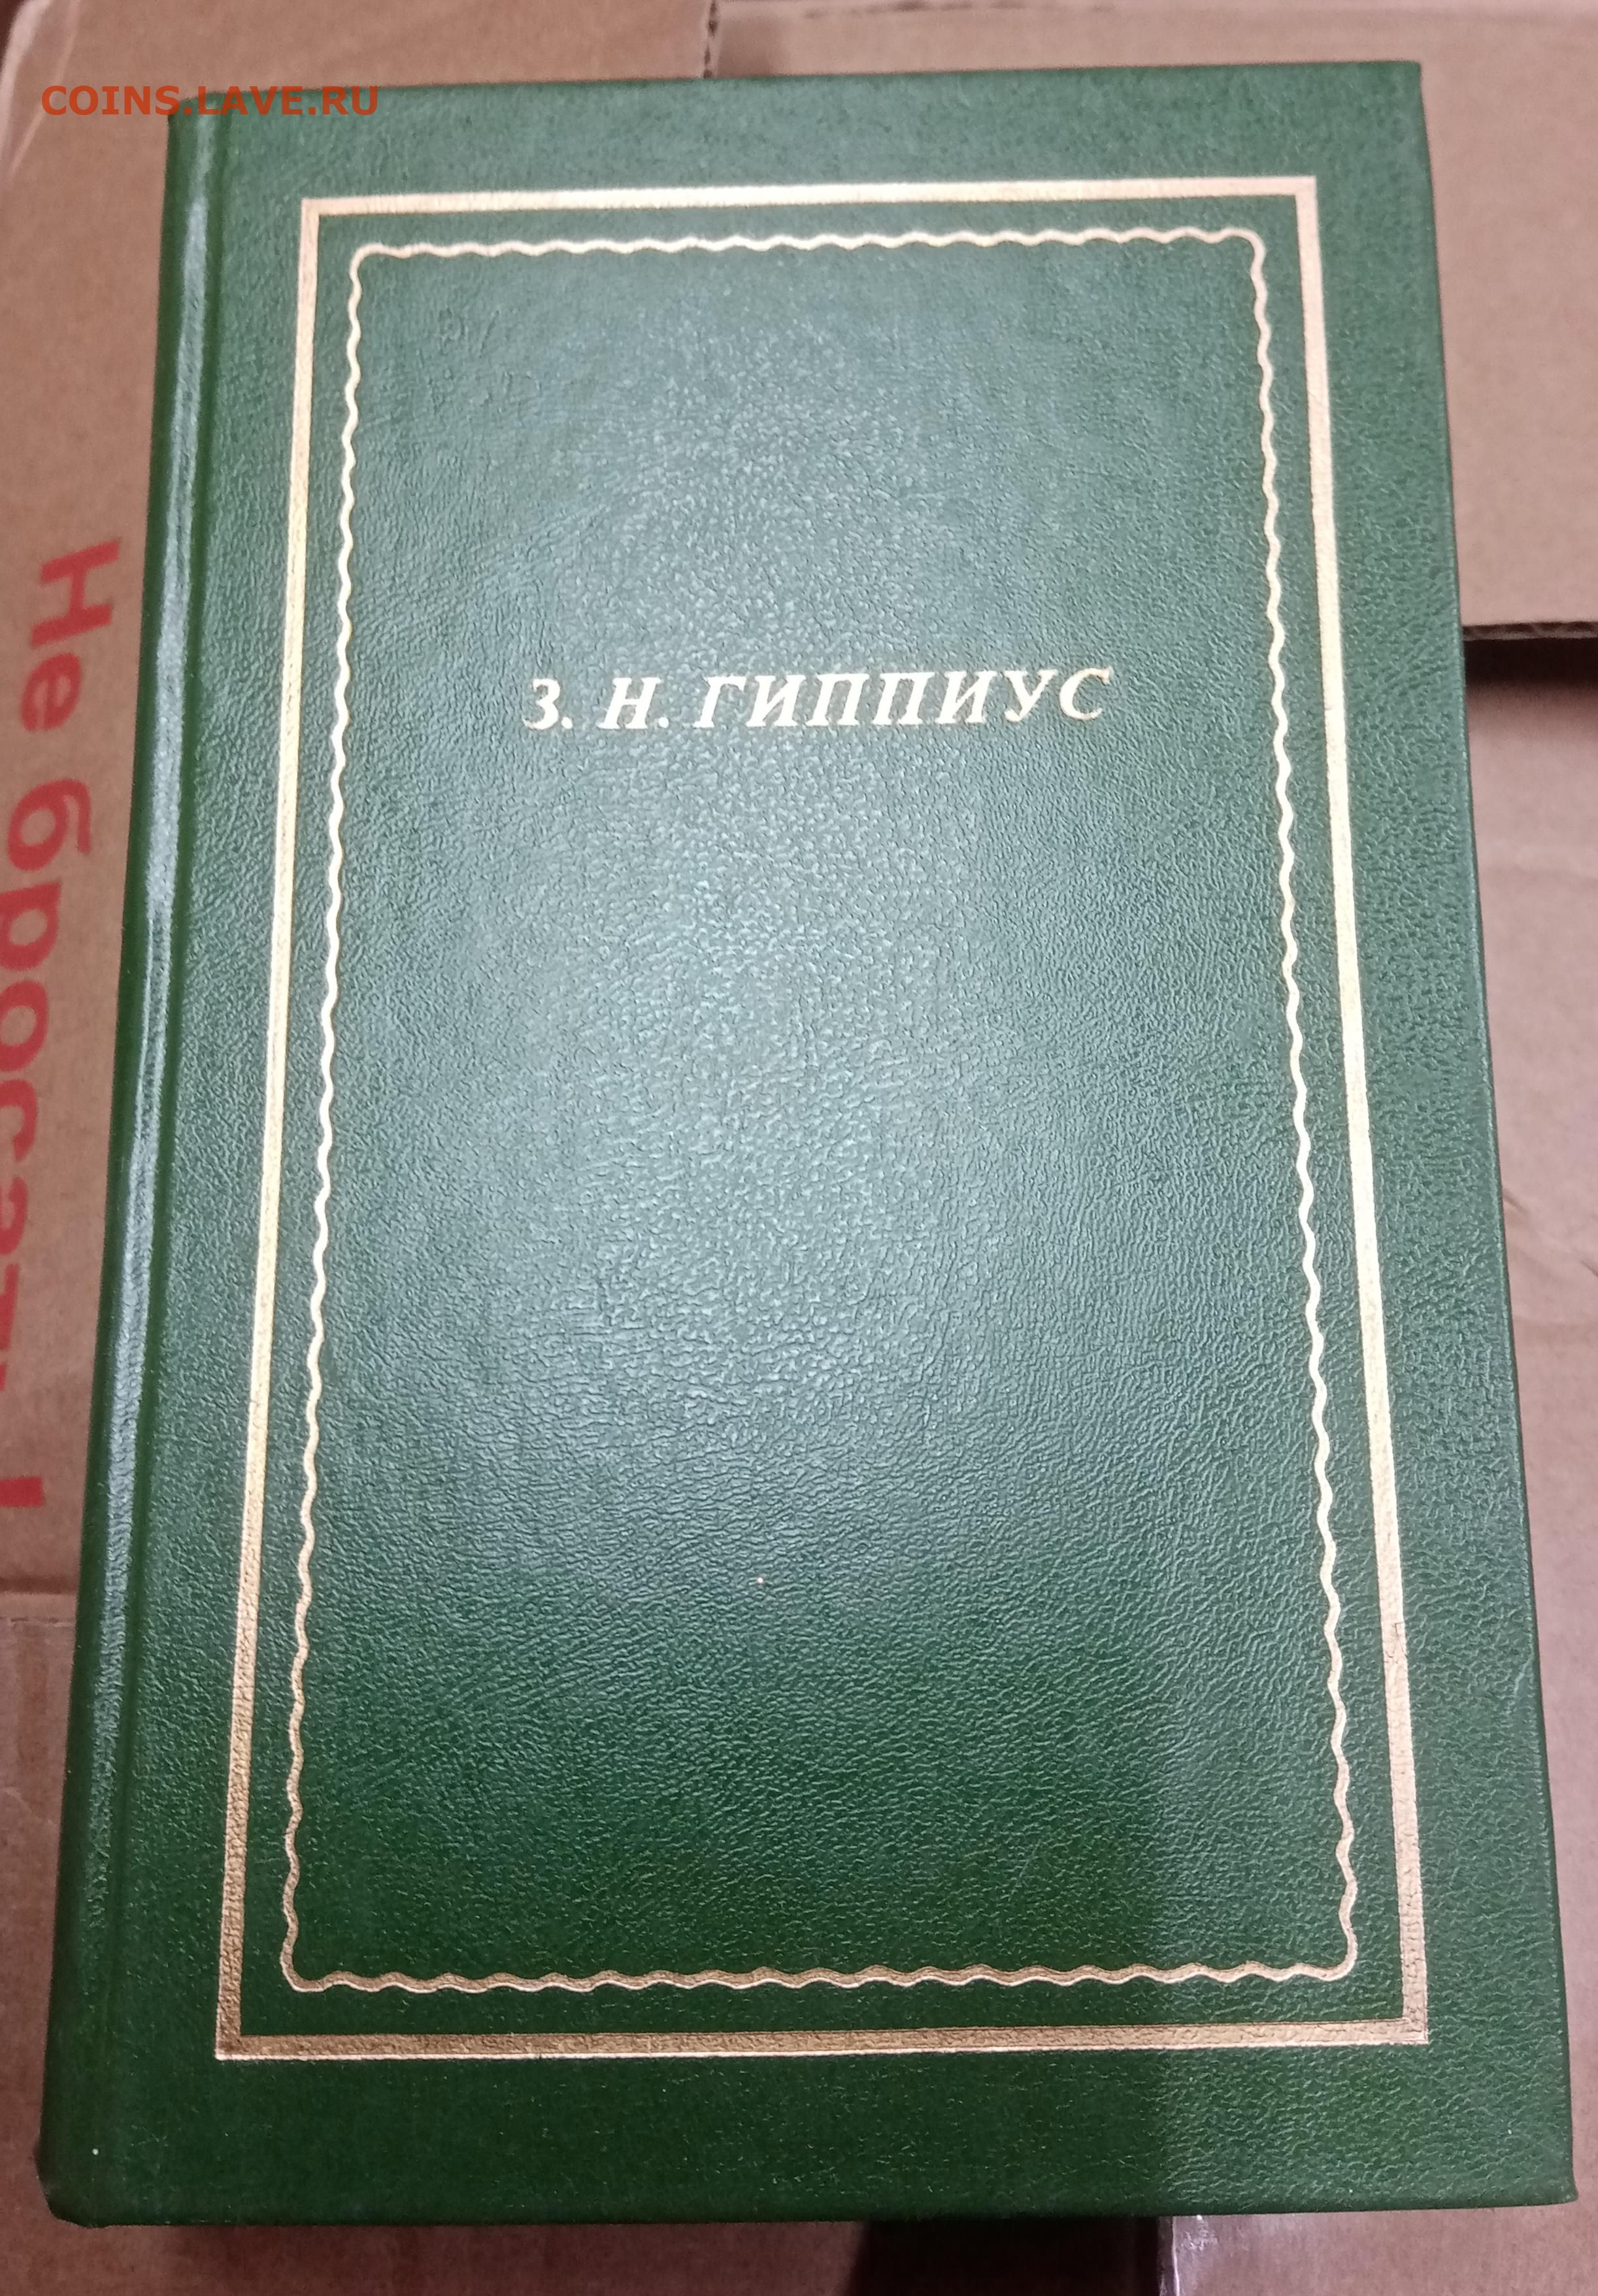 COINS.LAVE.RU
З. Н. ГИППИУС
Не бросать!